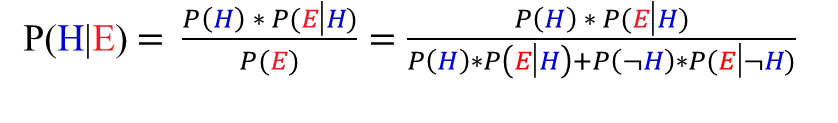 P(H|E) = P(H) * P(E|H) / P(E) = P(H) * P(E|H) / P(H)*P(E|H)+P(¬H)*P(E|¬H)